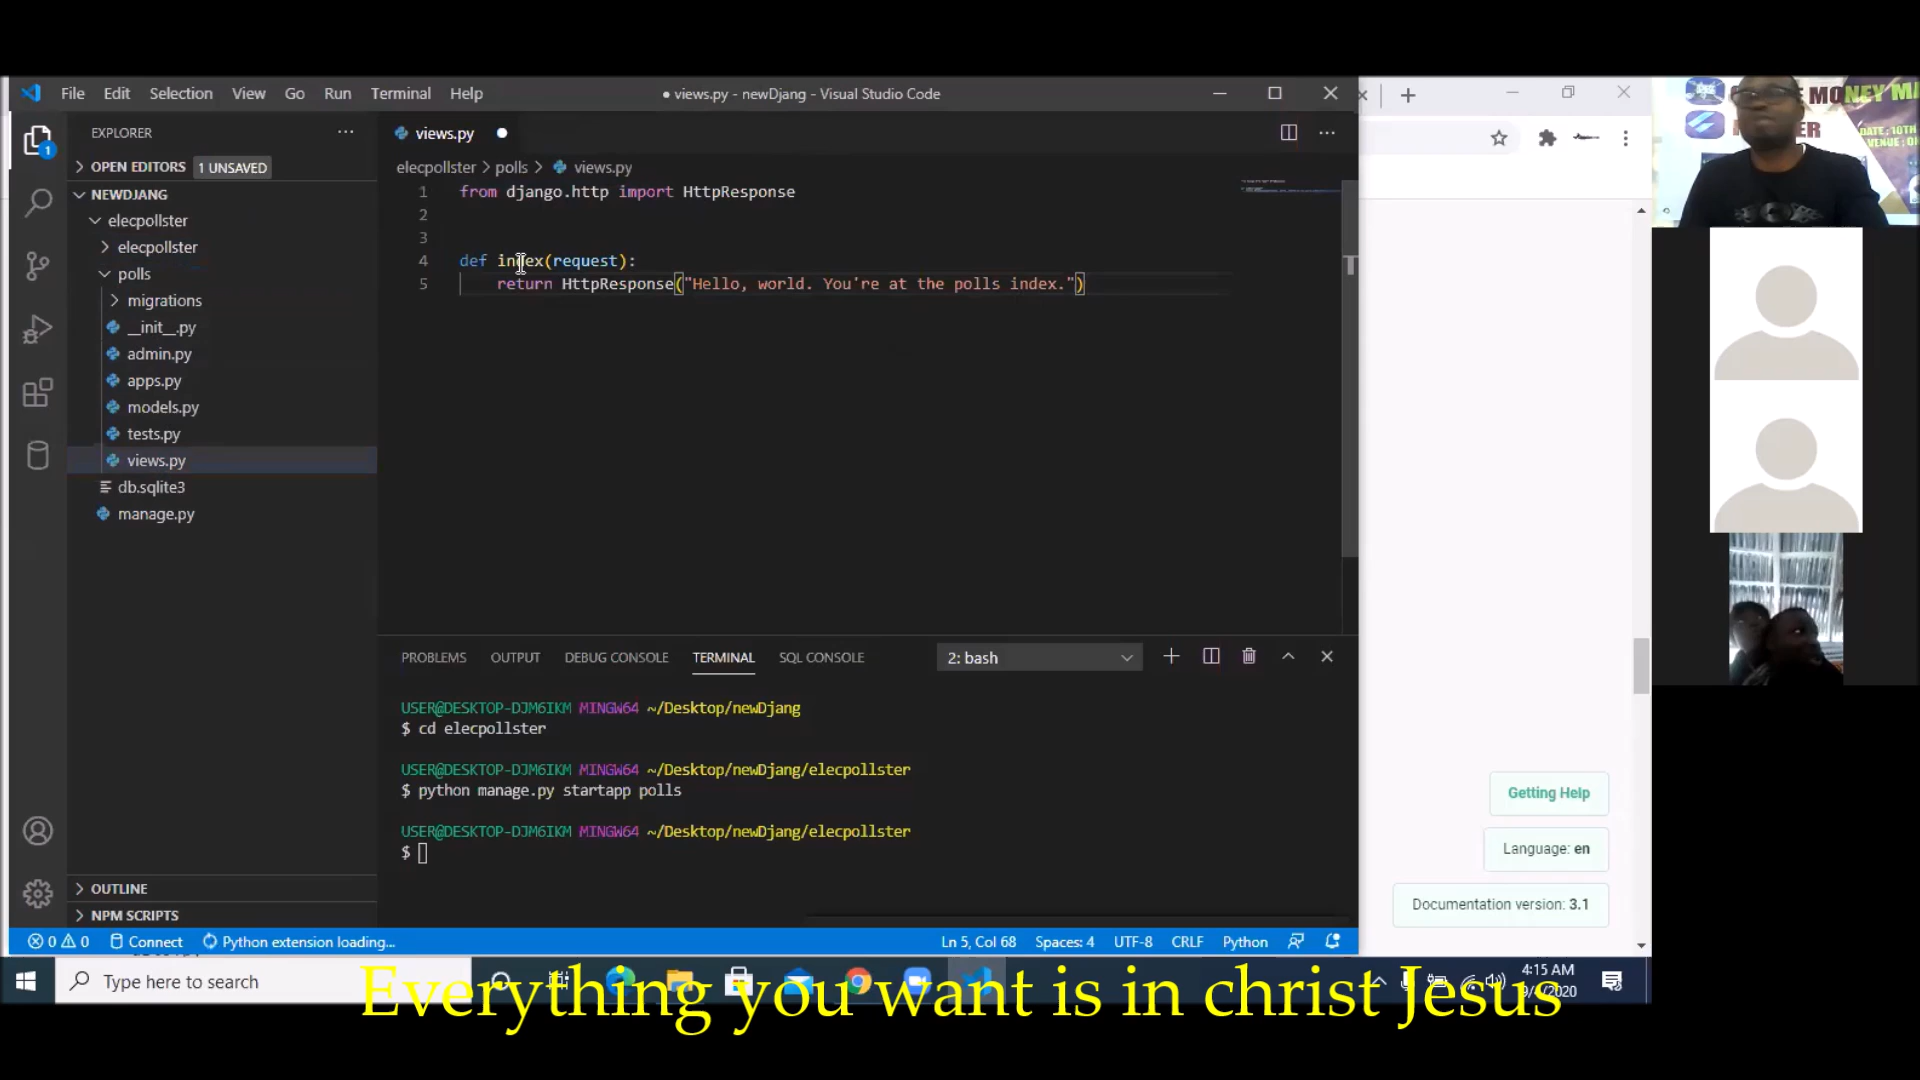 File Edit Selection View Go Run Terminal Help
● views.py - newDjang - Visual Studio Code
EXPLORER
views.py
OPEN EDITORS 1 UNSAVED
elecpollster > polls > views.py
NEWDJANG
elecpollster
elecpollster
polls
migrations
__init__.py
admin.py
apps.py
models.py
tests.py
views.py
db.sqlite3
manage.py
OUTLINE
NPM SCRIPTS
1 from django.http import HttpResponse
2
3
4 def index(request):
5 return HttpResponse("Hello, world. You're at the polls index.")
PROBLEMS OUTPUT DEBUG CONSOLE TERMINAL SQL CONSOLE
2: bash
USER@DESKTOP-DJM6IKM MINGW64 ~/Desktop/newDjang
$ cd elecpollster
USER@DESKTOP-DJM6IKM MINGW64 ~/Desktop/newDjang/elecpollster
$ python manage.py startapp polls
USER@DESKTOP-DJM6IKM MINGW64 ~/Desktop/newDjang/elecpollster
$
0 0 Connect Python extension loading...
Ln 5, Col 68 Spaces: 4 UTF-8 CRLF Python
Getting Help
Language: en
Documentation version: 3.1
MONEY
DATE : 10TH
VENUE :
Type here to search
4:15 AM
Everything you want is in christ Jesus